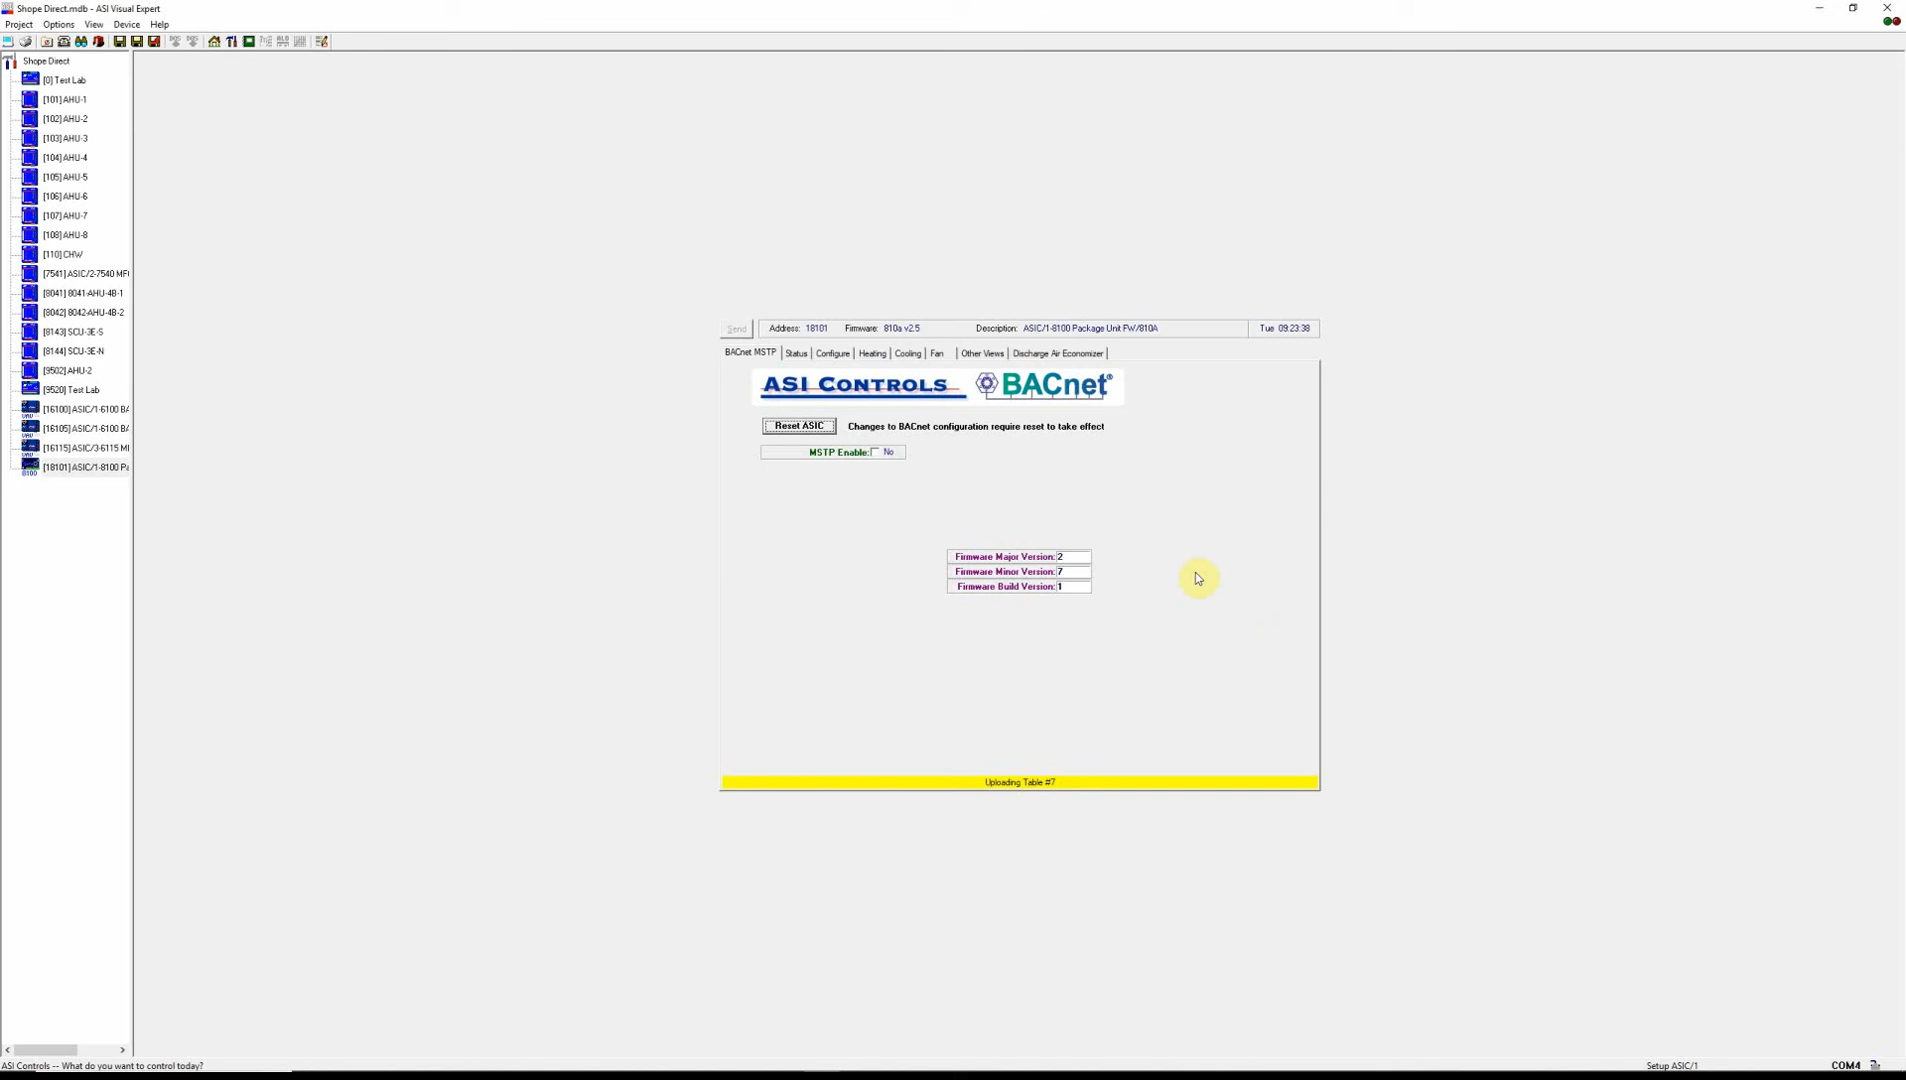 Shope Direct.mdb - ASI Visual Expert
Project Options View Device Help
Shope Direct
[0] Test Lab
[101] AHU-1
[102] AHU-2
[103] AHU-3
[104] AHU-4
[105] AHU-5
[106] AHU-6
[107] AHU-7
[108] AHU-8
[110] CHW
[7541] ASIC/2-7540 MF
[8041] 8041-AHU-4B-1
[8042] 8042-AHU-4B-2
[8143] SCU-3E-S
[8144] SCU-3E-N
[9502] AHU-2
[9520] Test Lab
[16100] ASIC/1-6100 BA
[16105] ASIC/1-6100 BA
[16115] ASIC/3-6115 M
[18101] ASIC/1-8100 Pa
8100
Send Address: 18101 Firmware: 810a v2.5 Description: ASIC/1-8100 Package Unit FW/810A Tue 09:23:38
BACnet MSTP Status Configure Heating Cooling Fan Other Views Discharge Air Economizer
ASI CONTROLS BACnet®
Reset ASIC Changes to BACnet configuration require reset to take effect
MSTP Enable: No
Firmware Major Version: 2
Firmware Minor Version: 7
Firmware Build Version: 1
Uploading Table #7
ASI Controls -- What do you want to control today? Setup ASIC/1 COM4